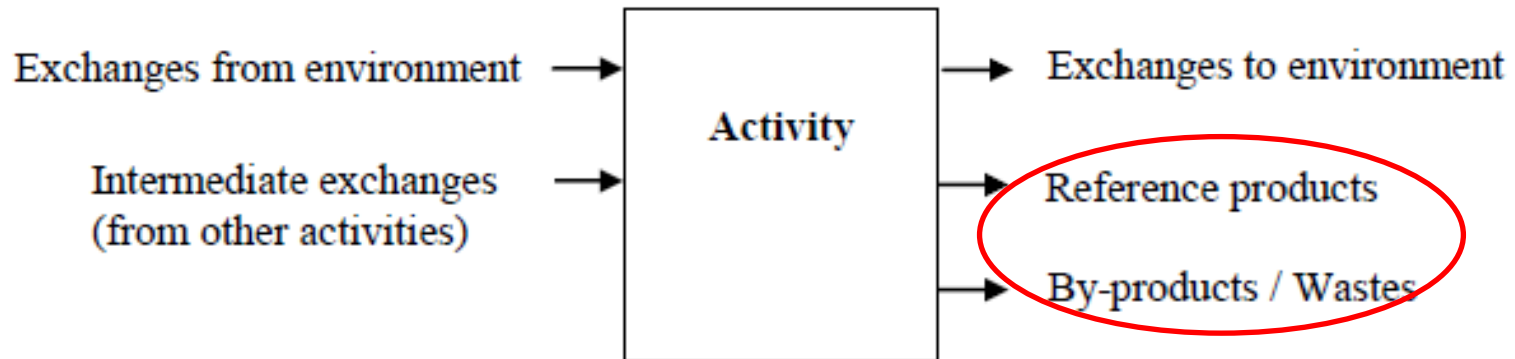 Exchanges from environment
Intermediate exchanges
(from other activities)
Activity
Exchanges to environment
Reference products
By-products / Wastes